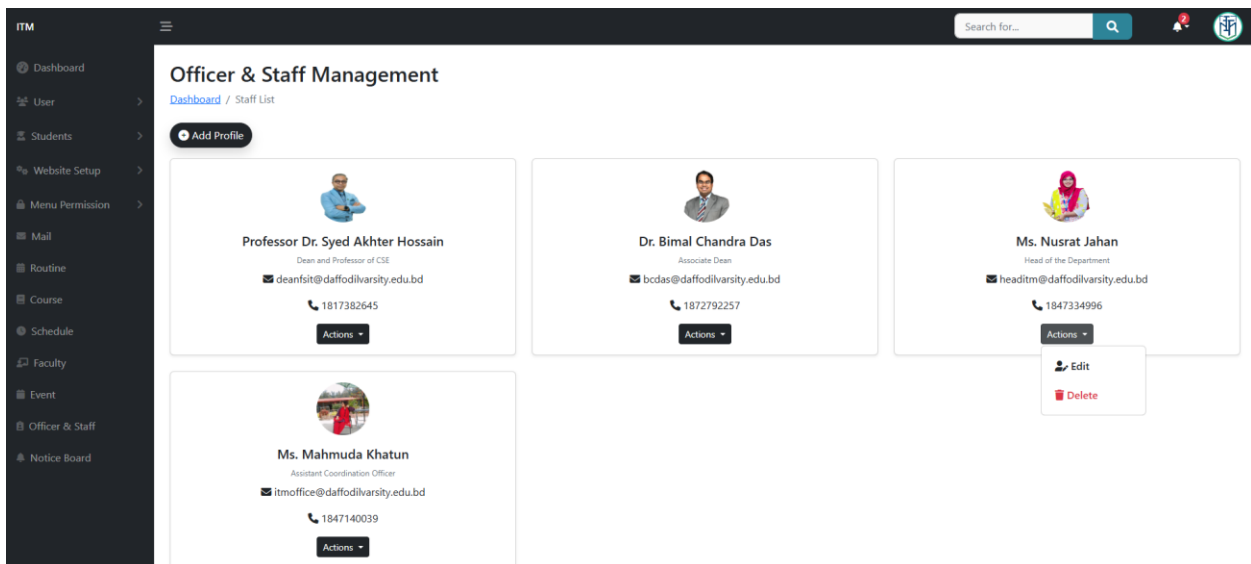 ITM
Search for...
2
Dashboard
User
Students
Website Setup
Menu Permission
Mail
Routine
Course
Schedule
Faculty
Event
Officer & Staff
Notice Board
Officer & Staff Management
Dashboard / Staff List
Add Profile
Professor Dr. Syed Akhter Hossain
Dean and Professor of CSE
deanfsit@daffodilvarsity.edu.bd
1817382645
Actions
Dr. Bimal Chandra Das
Associate Dean
bcdas@daffodilvarsity.edu.bd
1872792257
Actions
Ms. Nusrat Jahan
Head of the Department
headitm@daffodilvarsity.edu.bd
1847334996
Actions
Edit
Delete
Ms. Mahmuda Khatun
Assistant Coordination Officer
itmoffice@daffodilvarsity.edu.bd
1847140039
Actions